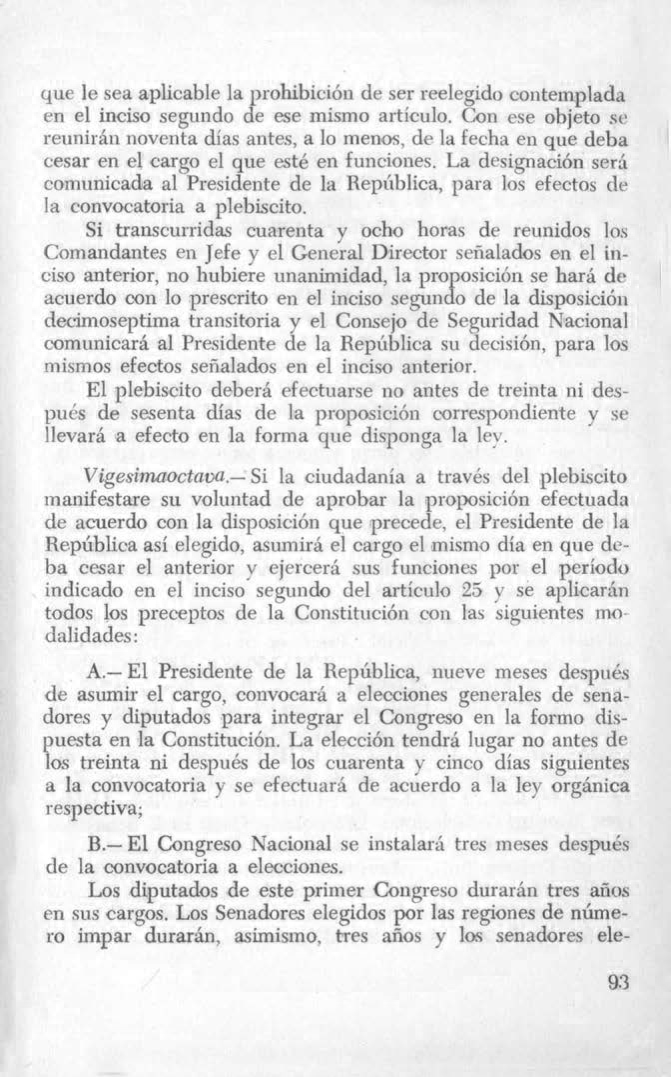 que le sea aplicable la prohibición de ser reelegido contemplada
en el inciso segundo de ese mismo artículo. Con ese objeto se
reunirán noventa días antes, a lo menos, de la fecha en que deba
cesar en el cargo el que esté en funciones. La designación será
comunicada al Presidente de la República, para los efectos de
la convocatoria a plebiscito.
Si transcurridas cuarenta y ocho horas de reunidos los
Comandantes en Jefe y el General Director señalados en el in-
ciso anterior, no hubiere unanimidad, la proposición se hará de
acuerdo con lo prescrito en el inciso segundo de la disposición
decimoseptima transitoria y el Consejo de Seguridad Nacional
comunicará al Presidente de la República su decisión, para los
mismos efectos señalados en el inciso anterior.
El plebiscito deberá efectuarse no antes de treinta ni des-
pués de sesenta días de la proposición correspondiente y se
llevará a efecto en la forma que disponga la ley.
Vigesimaoctava.— Si la ciudadanía a través del plebiscito
manifestare su voluntad de aprobar la proposición efectuada
de acuerdo con la disposición que precede, el Presidente de la
República así elegido, asumirá el cargo el mismo día en que de-
ba cesar el anterior y ejercerá sus funciones por el período
indicado en el inciso segundo del artículo 25 y se aplicarán
todos los preceptos de la Constitución con las siguientes mo-
dalidades:
A.— El Presidente de la República, nueve meses después
de asumir el cargo, convocará a elecciones generales de sena-
dores y diputados para integrar el Congreso en la formo dis-
puesta en la Constitución. La elección tendrá lugar no antes de
los treinta ni después de los cuarenta y cinco días siguientes
a la convocatoria y se efectuará de acuerdo a la ley orgánica
respectiva;
B.— El Congreso Nacional se instalará tres meses después
de la convocatoria a elecciones.
Los diputados de este primer Congreso durarán tres años
en sus cargos. Los Senadores elegidos por las regiones de núme-
ro impar durarán, asimismo, tres años y los senadores ele-
93